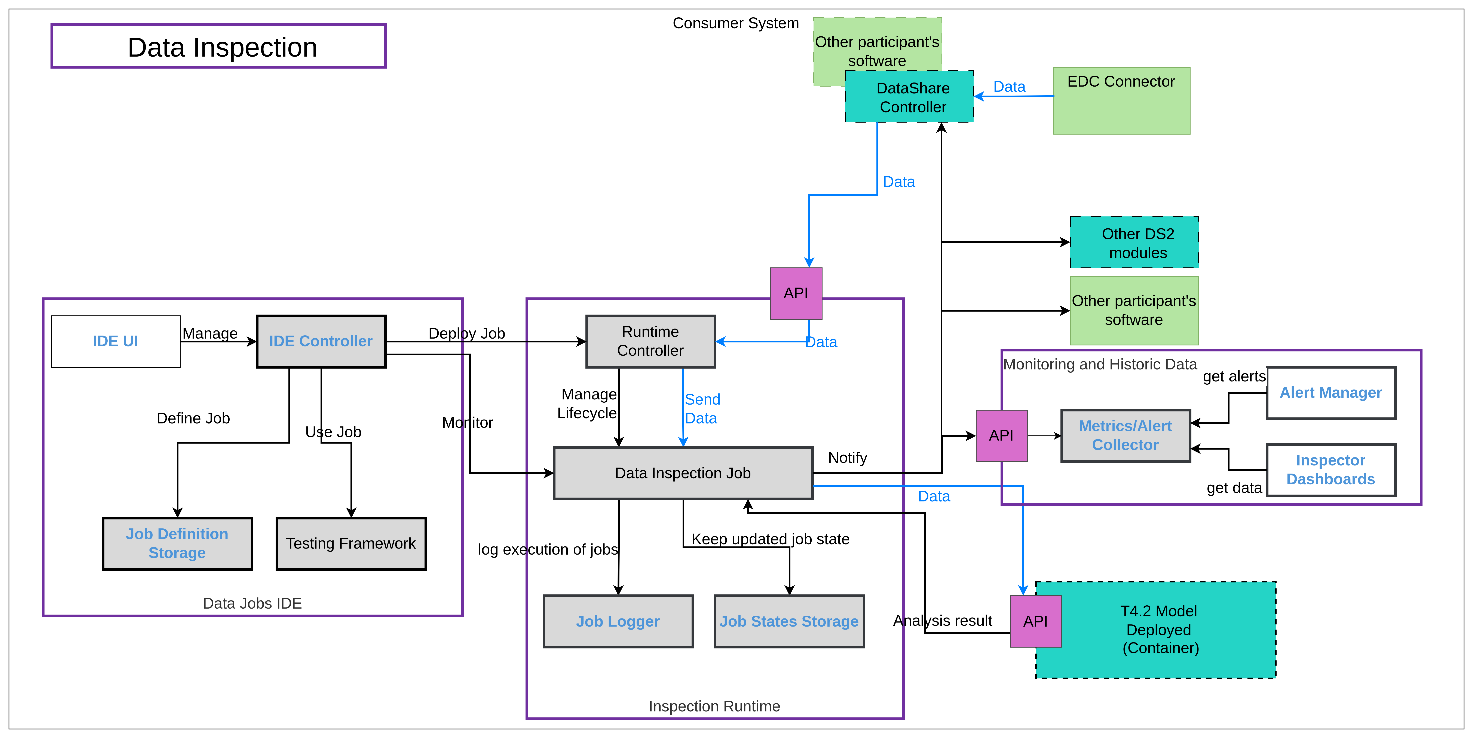 Consumer System
Data Inspection
Other participant's
software
DataShare
Controller
Data
EDC Connector
Data
Other DS2
modules
API
Other participant's
software
IDE UI
Manage
IDE Controller
Deploy Job
Runtime
Controller
Data
Monitoring and Historic Data
get alerts
Alert Manager
Define Job
Use Job
Monitor
Manage
Lifecycle
Send
Data
API
Metrics/Alert
Collector
Notify
Data Inspection Job
Data
Inspector
Dashboards
get data
Job Definition
Storage
Testing Framework
log execution of jobs
Keep updated job state
Data Jobs IDE
Job Logger
Job States Storage
Analysis result
API
T4.2 Model
Deployed
(Container)
Inspection Runtime